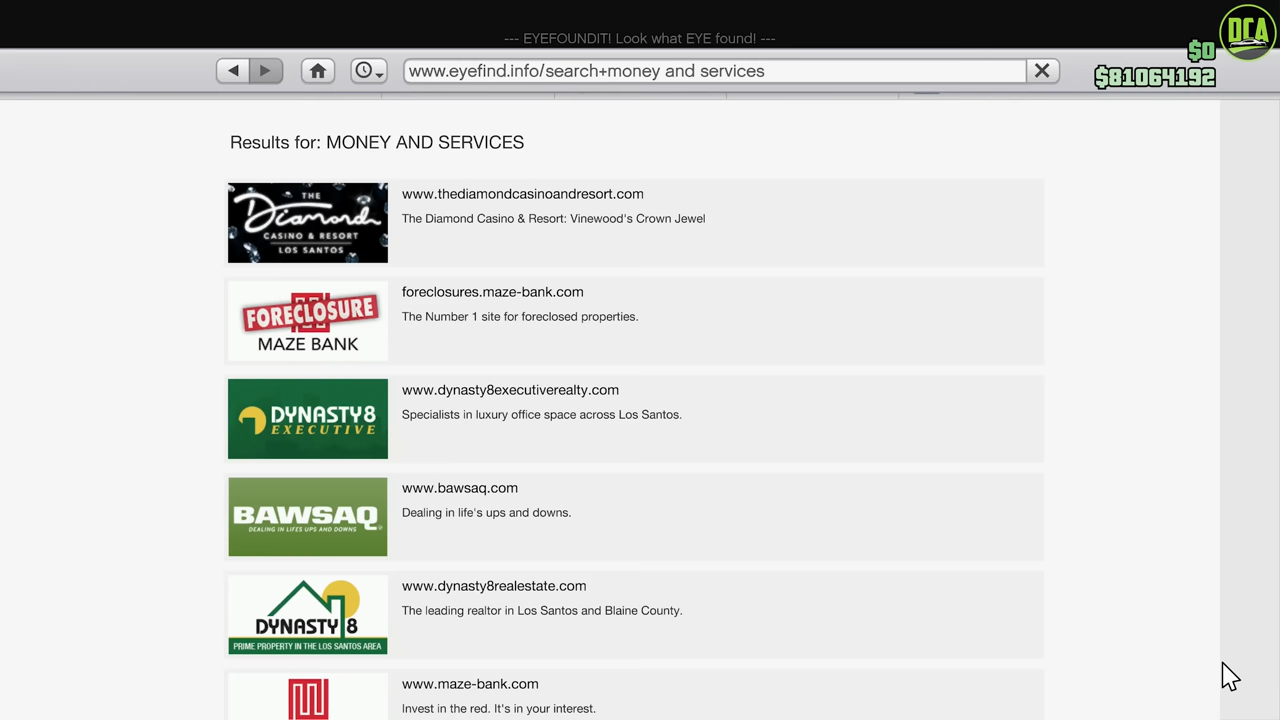 --- EYEFOUNDIT! Look what EYE found! ---
DCA
$0
www.eyefind.info/search+money and services
$81064192
Results for: MONEY AND SERVICES
THE
Diamond
CASINO & RESORT
LOS SANTOS
www.thediamondcasinoandresort.com
The Diamond Casino & Resort: Vinewood's Crown Jewel
FORECLOSURE
MAZE BANK
foreclosures.maze-bank.com
The Number 1 site for foreclosed properties.
DYNASTY 8
EXECUTIVE
www.dynasty8executiverealty.com
Specialists in luxury office space across Los Santos.
BAWSAQ
DEALING IN LIFES UPS AND DOWNS
www.bawsaq.com
Dealing in life's ups and downs.
DYNASTY 8
PRIME PROPERTY IN THE LOS SANTOS AREA
www.dynasty8realestate.com
The leading realtor in Los Santos and Blaine County.
www.maze-bank.com
Invest in the red. It's in your interest.